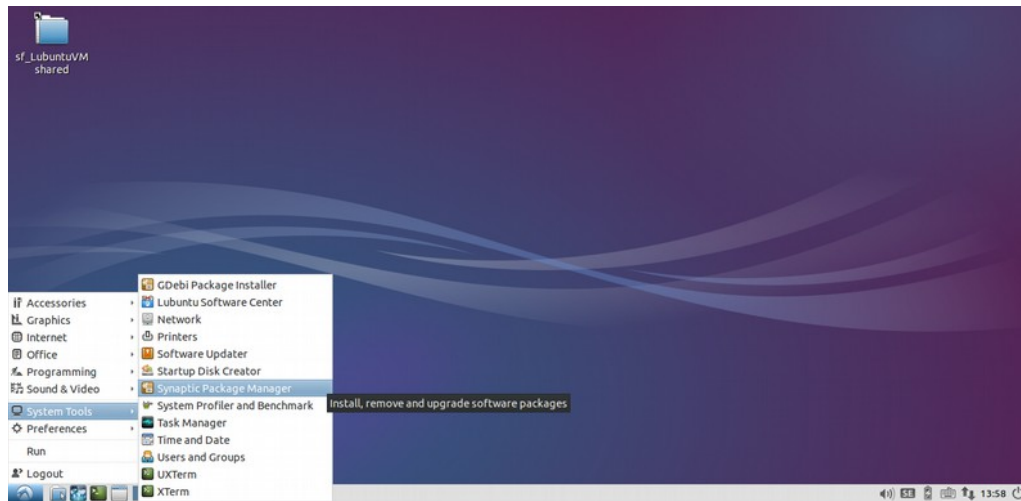 sf_LubuntuVM
shared
GDebi Package Installer
Lubuntu Software Center
Network
Printers
Software Updater
Startup Disk Creator
Synaptic Package Manager
System Profiler and Benchmark
Task Manager
Time and Date
Users and Groups
UXTerm
XTerm
Accessories
Graphics
Internet
Office
Programming
Sound & Video
System Tools
Preferences
Run
Logout
Install, remove and upgrade software packages
SE
13:58